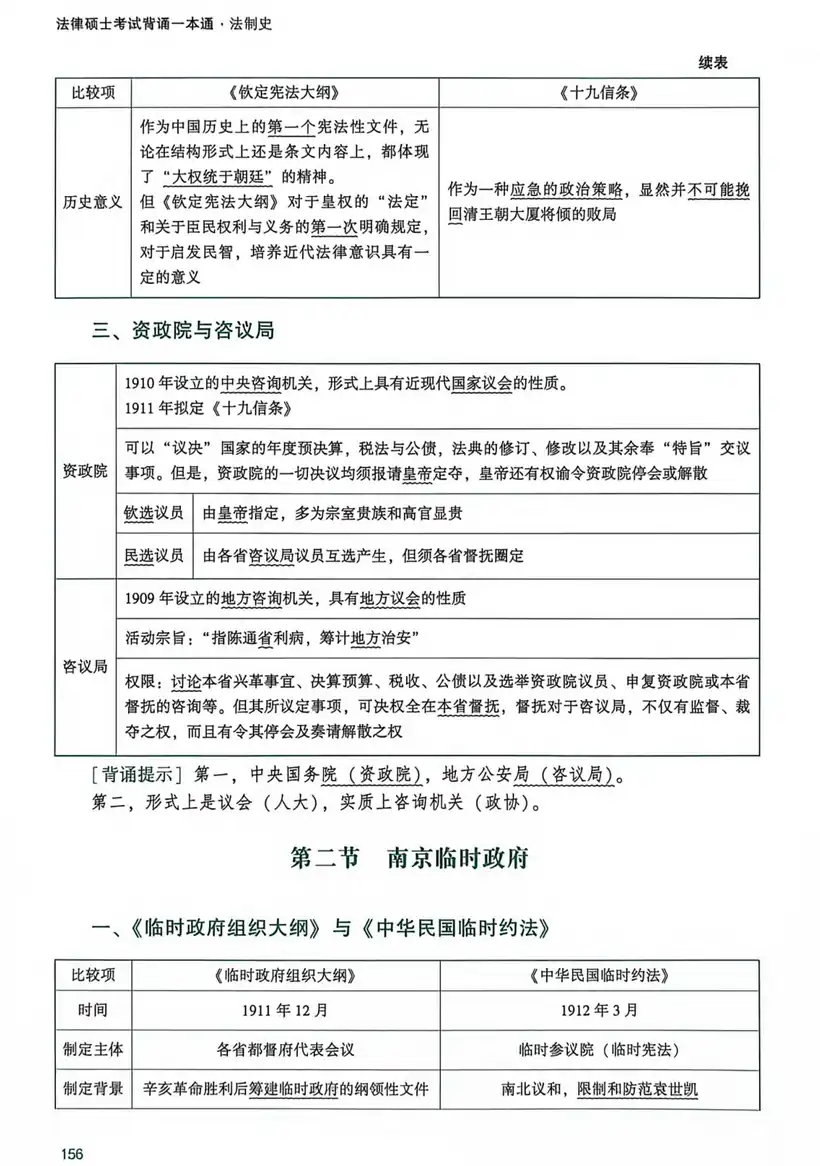 法律硕士考试背诵一本通·法制史
续表
比较项 《钦定宪法大纲》 《十九信条》
历史意义
作为中国历史上的第一个宪法性文件，无
论在结构形式上还是条文内容上，都体现
了“大权统于朝廷”的精神。
但《钦定宪法大纲》对于皇权的“法定”
和关于臣民权利与义务的第一次明确规定，
对于启发民智，培养近代法律意识具有一
定的意义
作为一种应急的政治策略，显然并不可能挽
回清王朝大厦将倾的败局
三、资政院与咨议局
资政院
1910 年设立的中央咨询机关，形式上具有近现代国家议会的性质。
1911 年拟定《十九信条》
可以“议决”国家的年度预决算，税法与公债，法典的修订、修改以及其余奉“特旨”交议
事项。但是，资政院的一切决议均须报请皇帝定夺，皇帝还有权谕令资政院停会或解散
钦选议员 由皇帝指定，多为宗室贵族和高官显贵
民选议员 由各省咨议局议员互选产生，但须各省督抚圈定
咨议局
1909 年设立的地方咨询机关，具有地方议会的性质
活动宗旨：“指陈通省利病，筹计地方治安”
权限：讨论本省兴革事宜、决算预算、税收、公债以及选举资政院议员、申复资政院或本省
督抚的咨询等。但其所议定事项，可决权全在本省督抚，督抚对于咨议局，不仅有监督、裁
夺之权，而且有令其停会及奏请解散之权
[背诵提示] 第一，中央国务院（资政院），地方公安局（咨议局）。
第二，形式上是议会（人大），实质上咨询机关（政协）。
第二节 南京临时政府
一、《临时政府组织大纲》与《中华民国临时约法》
比较项 《临时政府组织大纲》 《中华民国临时约法》
时间 1911 年 12 月 1912 年 3 月
制定主体 各省都督府代表会议 临时参议院（临时宪法）
制定背景 辛亥革命胜利后筹建临时政府的纲领性文件 南北议和，限制和防范袁世凯
156